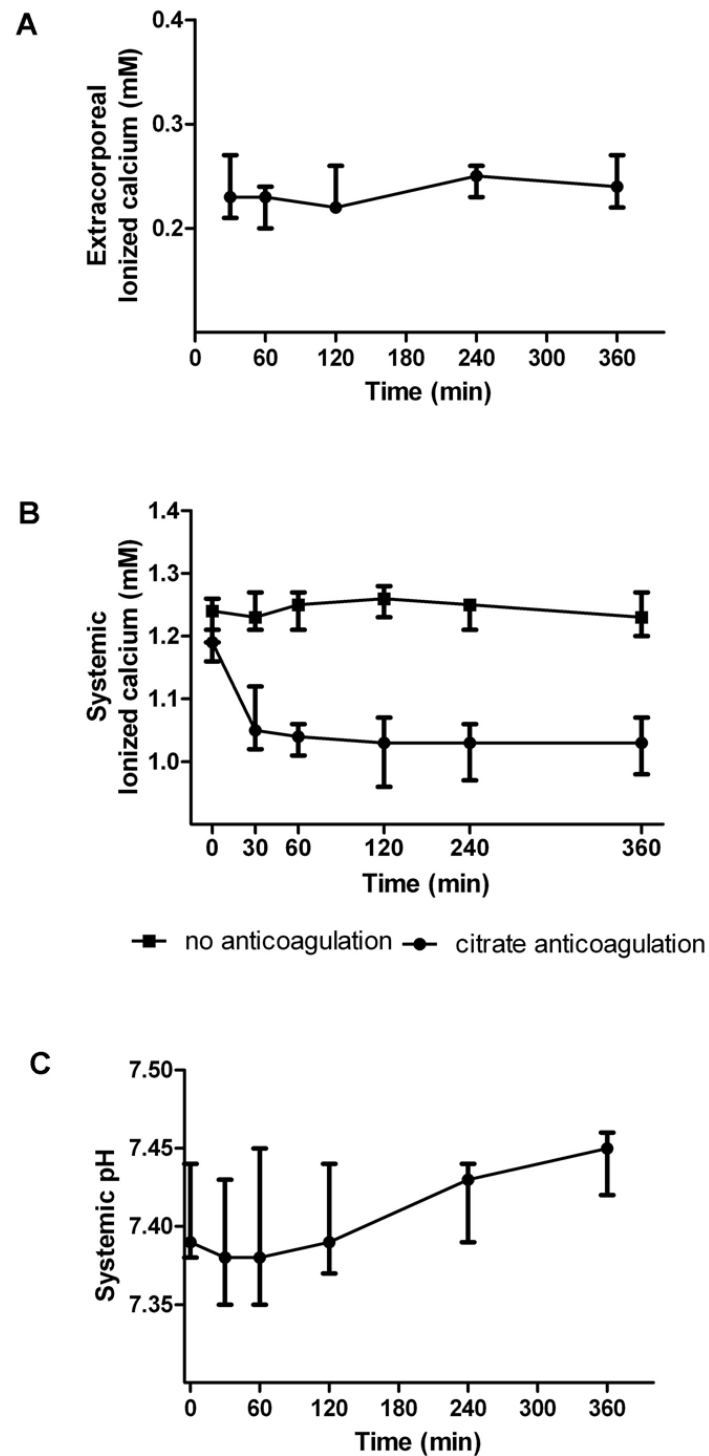 A
Extracorporeal
Ionized calcium (mM)
0.4
0.3
0.2
0 60 120 180 240 300 360
Time (min)
B
Systemic
Ionized calcium (mM)
1.4
1.3
1.2
1.1
1.0
0 30 60 120 240 360
Time (min)
no anticoagulation citrate anticoagulation
C
Systemic pH
7.50
7.45
7.40
7.35
0 60 120 180 240 300 360
Time (min)